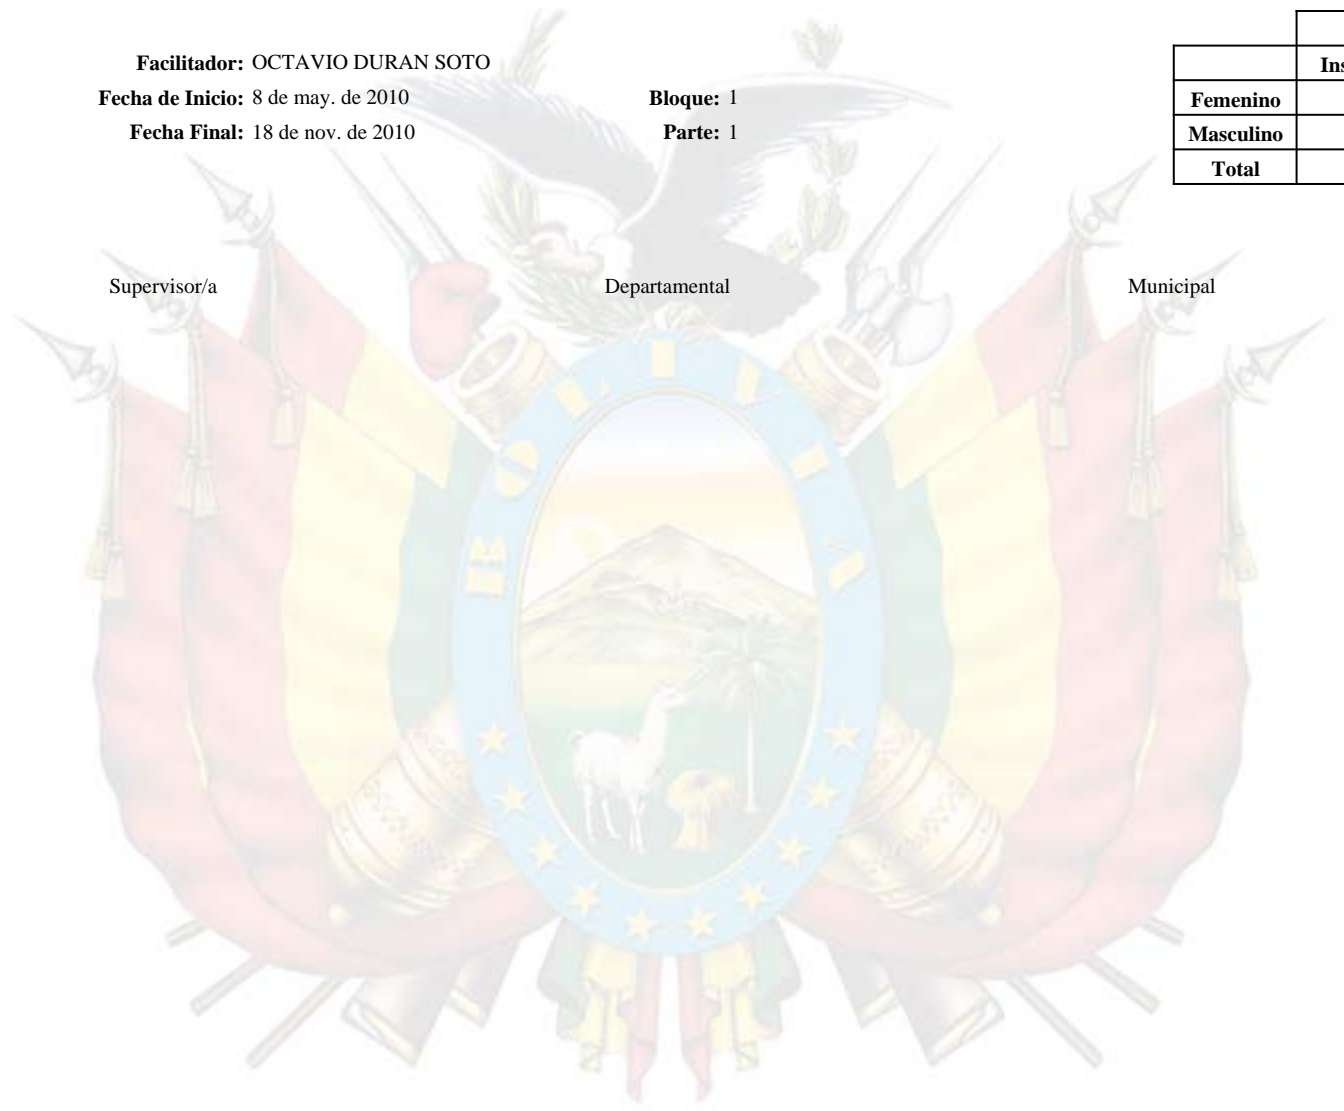 Facilitador: OCTAVIO DURAN SOTO
Fecha de Inicio: 8 de may. de 2010 Bloque: 1
Fecha Final: 18 de nov. de 2010 Parte: 1
Femenino
Masculino
Total
Supervisor/a Departamental Municipal
BOLIVIA